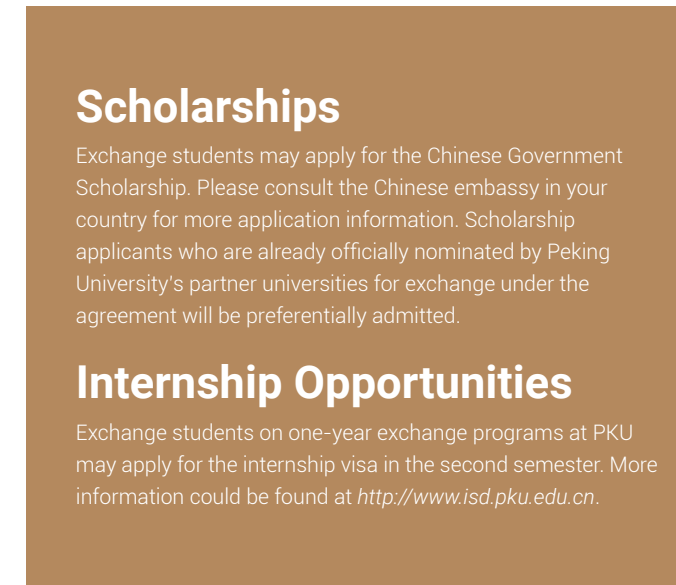 Scholarships
Exchange students may apply for the Chinese Government
Scholarship. Please consult the Chinese embassy in your
country for more application information. Scholarship
applicants who are already officially nominated by Peking
University's partner universities for exchange under the
agreement will be preferentially admitted.
Internship Opportunities
Exchange students on one-year exchange programs at PKU
may apply for the internship visa in the second semester. More
information could be found at http://www.isd.pku.edu.cn.